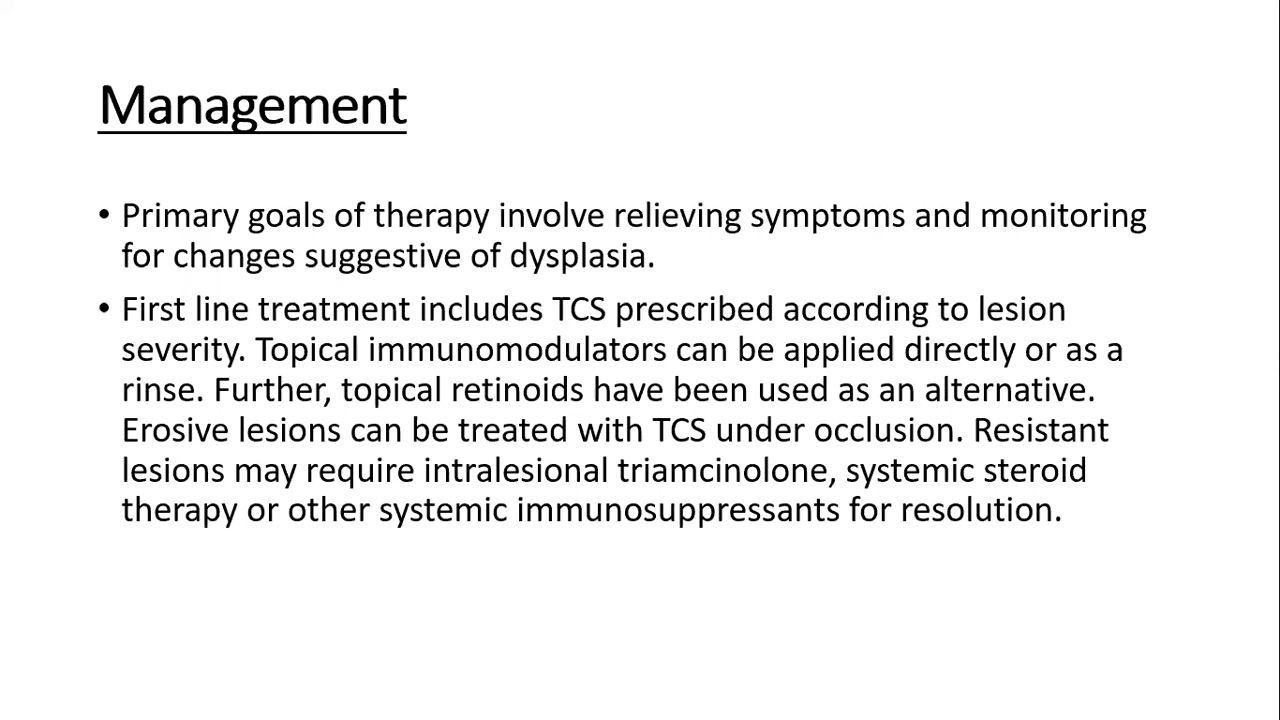 Management
• Primary goals of therapy involve relieving symptoms and monitoring
for changes suggestive of dysplasia.
• First line treatment includes TCS prescribed according to lesion
severity. Topical immunomodulators can be applied directly or as a
rinse. Further, topical retinoids have been used as an alternative.
Erosive lesions can be treated with TCS under occlusion. Resistant
lesions may require intralesional triamcinolone, systemic steroid
therapy or other systemic immunosuppressants for resolution.